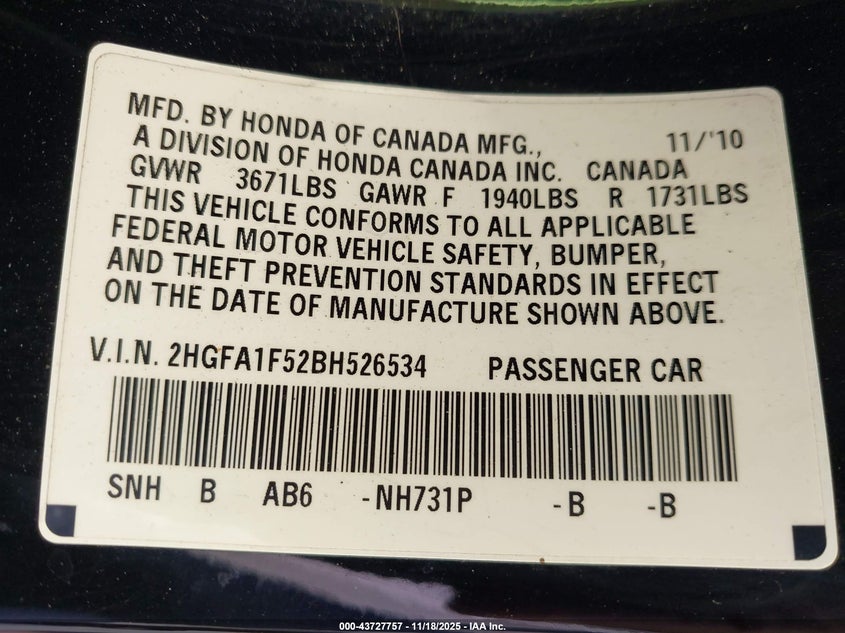 MFD. BY HONDA OF CANADA MFG., 11/'10
A DIVISION OF HONDA CANADA INC. CANADA
GVWR 3671LBS GAWR F 1940LBS R 1731LBS
THIS VEHICLE CONFORMS TO ALL APPLICABLE
FEDERAL MOTOR VEHICLE SAFETY, BUMPER,
AND THEFT PREVENTION STANDARDS IN EFFECT
ON THE DATE OF MANUFACTURE SHOWN ABOVE.
V.I.N. 2HGFA1F52BH526534 PASSENGER CAR
SNH B AB6 -NH731P -B -B
000-43727757 - 11/18/2025 - IAA Inc.